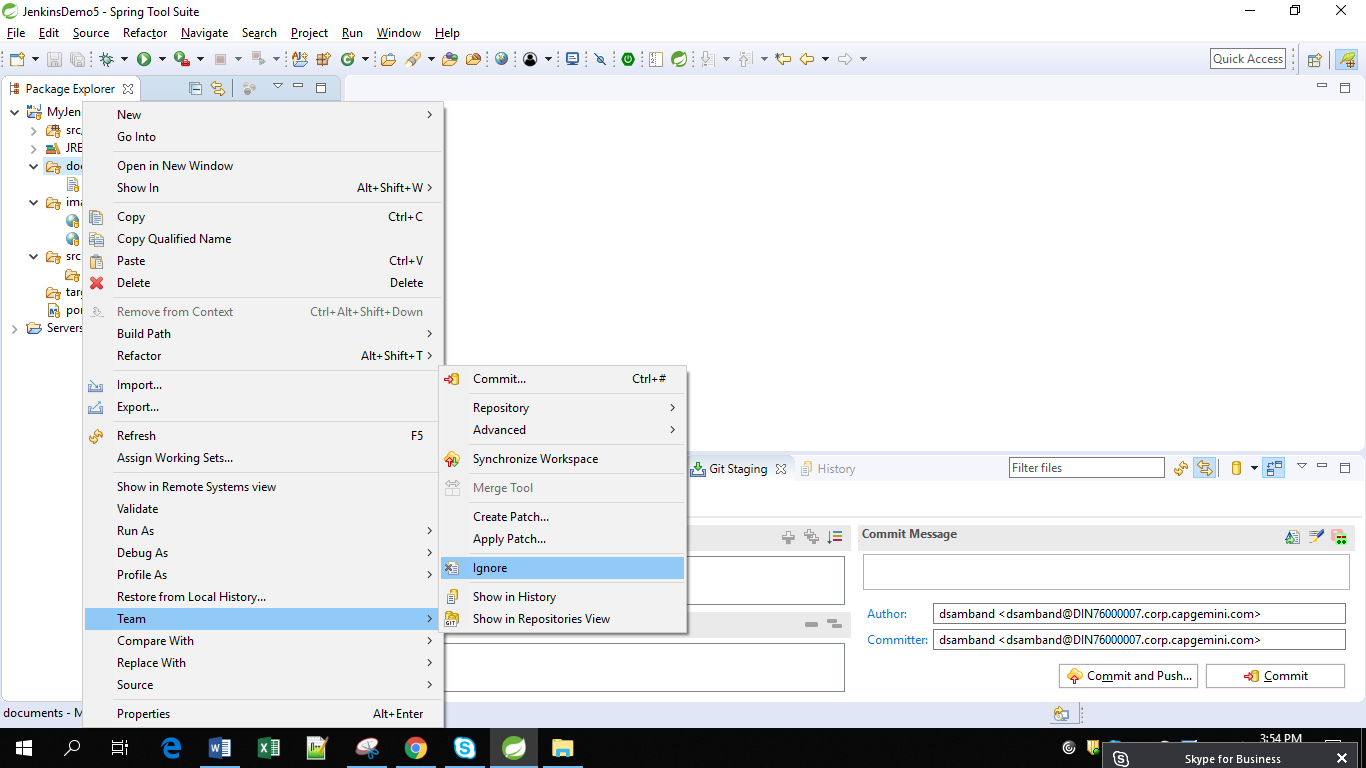 JenkinsDemo5 - Spring Tool Suite
File Edit Source Refactor Navigate Search Project Run Window Help
Quick Access
Package Explorer
MyJen
src
JRE
doc
ima
src
targ
pon
Servers
New
Go Into
Open in New Window
Show In Alt+Shift+W
Copy Ctrl+C
Copy Qualified Name
Paste Ctrl+V
Delete Delete
Remove from Context Ctrl+Alt+Shift+Down
Build Path
Refactor Alt+Shift+T
Import...
Export...
Refresh F5
Assign Working Sets...
Show in Remote Systems view
Validate
Run As
Debug As
Profile As
Restore from Local History...
Team
Compare With
Replace With
Source
Properties Alt+Enter
Commit... Ctrl+#
Repository
Advanced
Synchronize Workspace
Merge Tool
Create Patch...
Apply Patch...
Ignore
Show in History
GIT Show in Repositories View
Git Staging History Filter files
Commit Message
Author: dsamband <dsamband@DIN76000007.corp.capgemini.com>
Committer: dsamband <dsamband@DIN76000007.corp.capgemini.com>
Commit and Push... Commit
documents - M
3:54 PM
Skype for Business